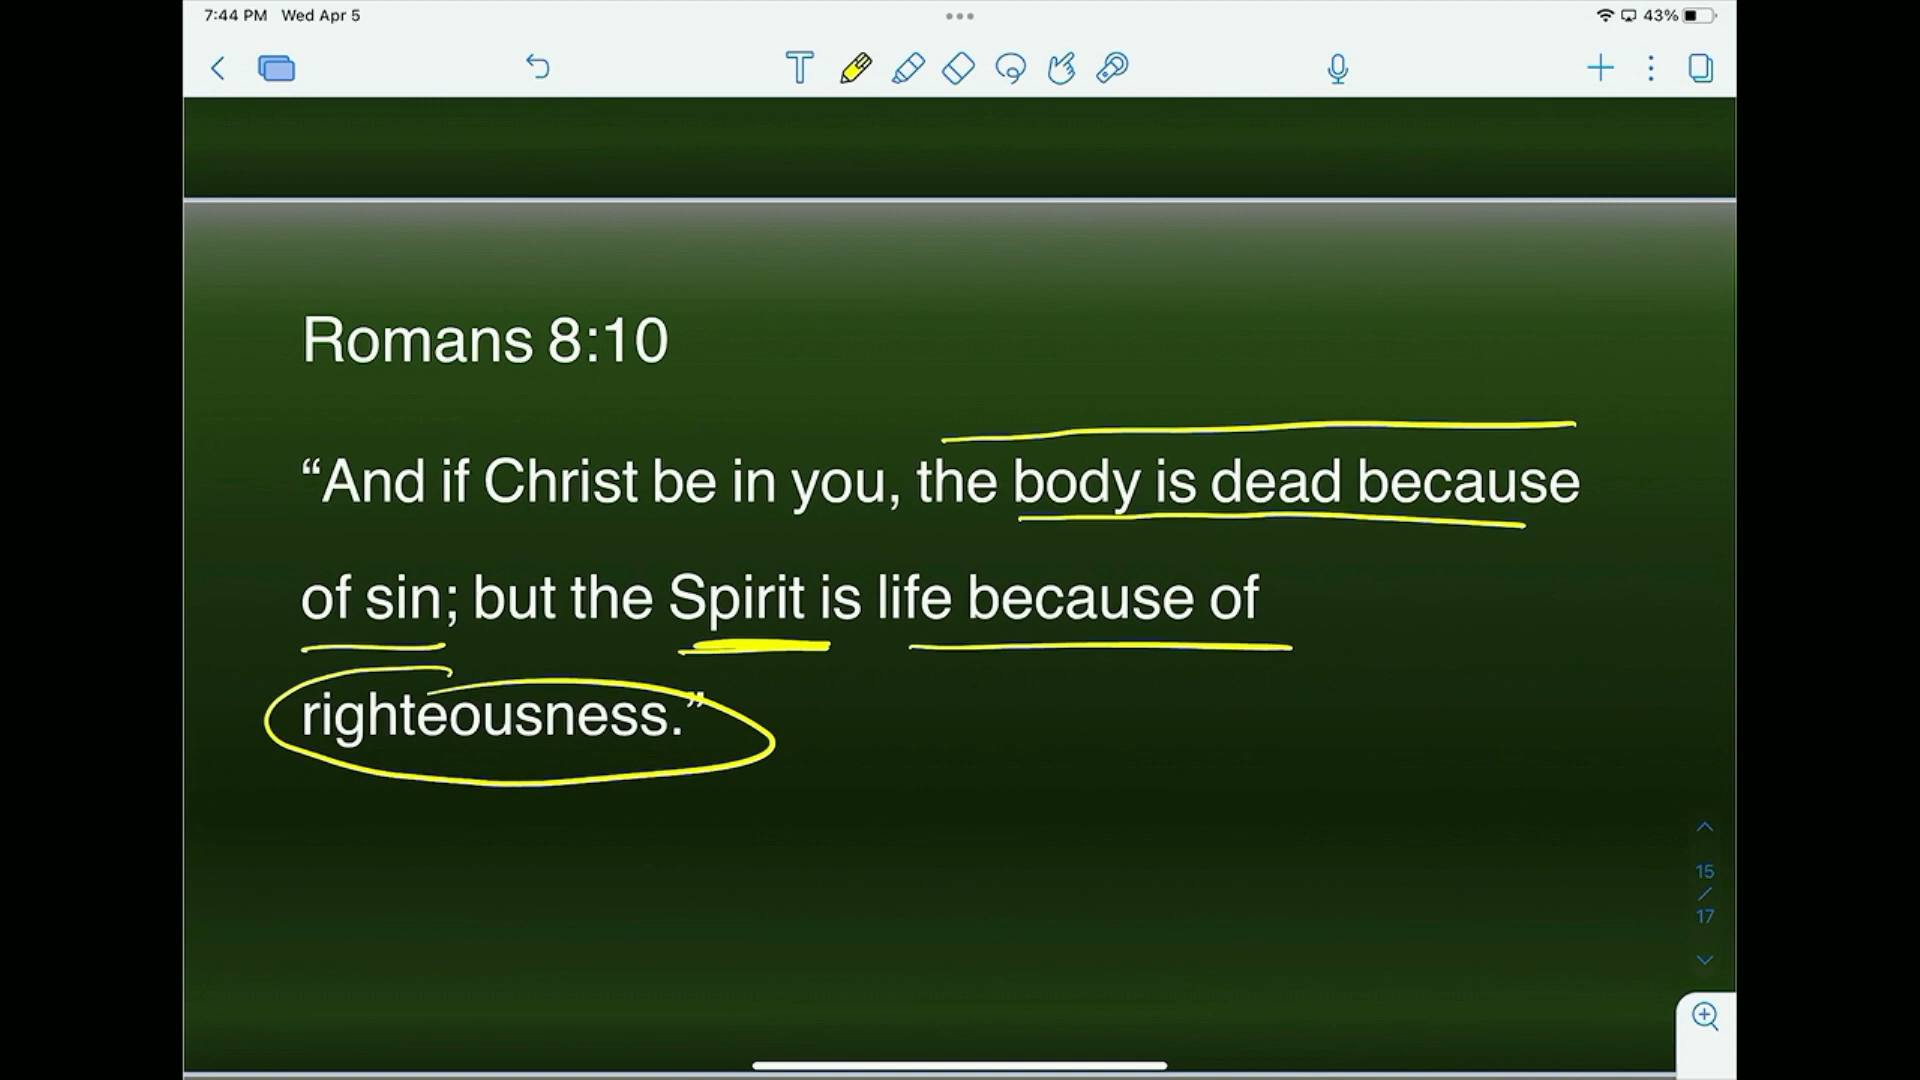 7:44 PM Wed Apr 5
43%
T
Romans 8:10
“And if Christ be in you, the body is dead because
of sin; but the Spirit is life because of
righteousness.”
15
/
17